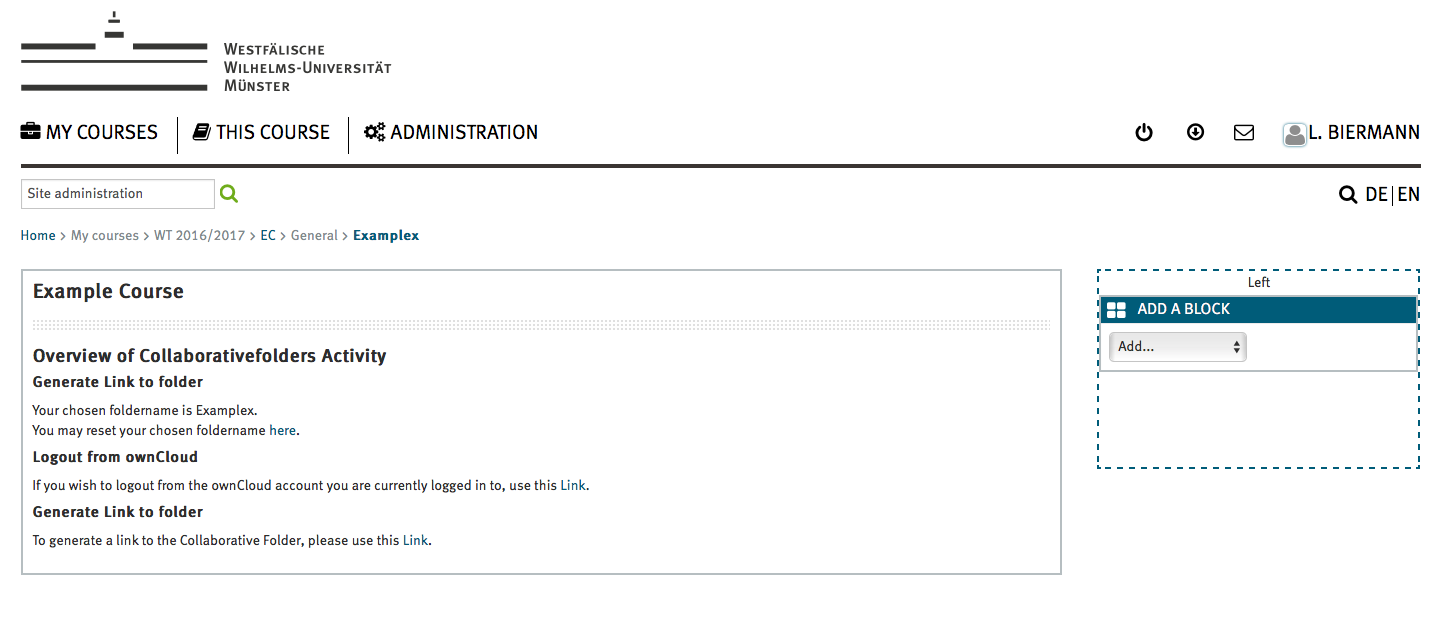 Westfälische
Wilhelms-Universität
Münster
MY COURSES THIS COURSE ADMINISTRATION L. BIERMANN
Site administration DE|EN
Home > My courses > WT 2016/2017 > EC > General > Examplex
Example Course
Left
ADD A BLOCK
Add...
Overview of Collaborativefolders Activity
Generate Link to folder
Your chosen foldername is Examplex.
You may reset your chosen foldername here.
Logout from ownCloud
If you wish to logout from the ownCloud account you are currently logged in to, use this Link.
Generate Link to folder
To generate a link to the Collaborative Folder, please use this Link.